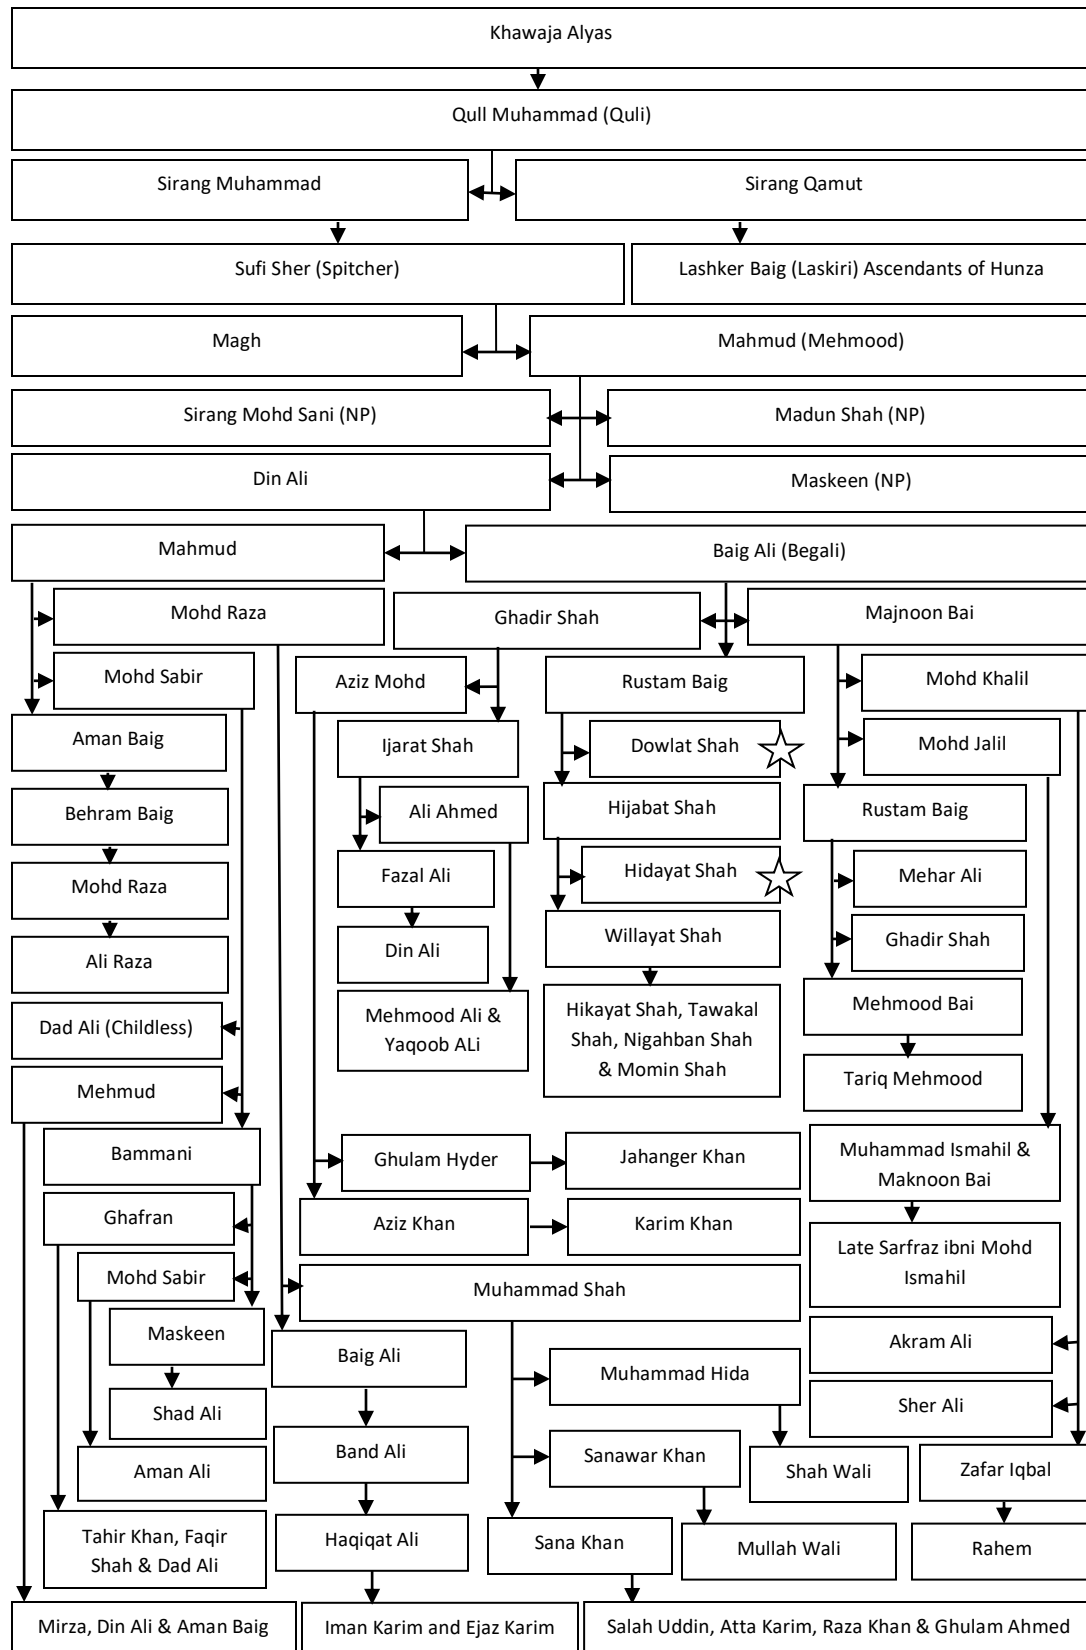 Khawaja Alyas
Qull Muhammad (Quli)
Sirang Muhammad
Sirang Qamut
Sufi Sher (Spitcher)
Lashker Baig (Laskiri) Ascendants of Hunza
Magh
Mahmud (Mehmood)
Sirang Mohd Sani (NP)
Madun Shah (NP)
Din Ali
Maskeen (NP)
Mahmud
Baig Ali (Begali)
Mohd Raza
Ghadir Shah
Majnoon Bai
Mohd Sabir
Aziz Mohd
Rustam Baig
Mohd Khalil
Aman Baig
Ijarat Shah
Dowlat Shah
Mohd Jalil
Behram Baig
Ali Ahmed
Hijabat Shah
Rustam Baig
Mohd Raza
Fazal Ali
Hidayat Shah
Mehar Ali
Ali Raza
Din Ali
Willayat Shah
Ghadir Shah
Dad Ali (Childless)
Mehmood Ali &
Yaqoob ALi
Hikayat Shah, Tawakal
Shah, Nigahban Shah
& Momin Shah
Mehmood Bai
Mehmud
Tariq Mehmood
Bammani
Ghulam Hyder
Jahanger Khan
Muhammad Ismahil &
Maknoon Bai
Ghafran
Aziz Khan
Karim Khan
Late Sarfraz ibni Mohd
Ismahil
Mohd Sabir
Muhammad Shah
Maskeen
Baig Ali
Muhammad Hida
Akram Ali
Shad Ali
Sher Ali
Aman Ali
Band Ali
Sanawar Khan
Shah Wali
Zafar Iqbal
Tahir Khan, Faqir
Shah & Dad Ali
Haqiqat Ali
Sana Khan
Mullah Wali
Rahem
Mirza, Din Ali & Aman Baig
Iman Karim and Ejaz Karim
Salah Uddin, Atta Karim, Raza Khan & Ghulam Ahmed